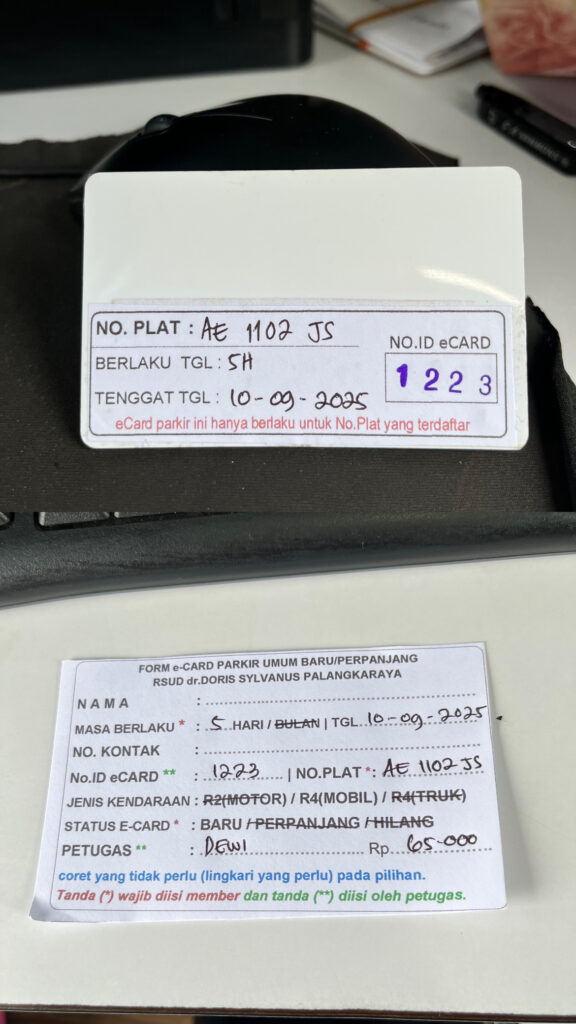 NO. PLAT : AE 1102 JS
BERLAKU TGL : 5H
TENGGAT TGL : 10-09-2025
NO.ID eCARD
1223
eCard parkir ini hanya berlaku untuk No.Plat yang terdaftar
FORM e-CARD PARKIR UMUM BARU/PERPANJANG
RSUD dr.DORIS SYLVANUS PALANGKARAYA
N A M A :
MASA BERLAKU * : 5 HARI / BULAN | TGL 10-09-2025
NO. KONTAK :
No.ID eCARD ** : 1223 | NO.PLAT *: AE 1102 JS
JENIS KENDARAAN : R2(MOTOR) / R4(MOBIL) / R4(TRUK)
STATUS E-CARD * : BARU / PERPANJANG / HILANG
PETUGAS ** : DEWI Rp. 65.000
coret yang tidak perlu (lingkari yang perlu) pada pilihan.
Tanda (*) wajib diisi member dan tanda (**) diisi oleh petugas.